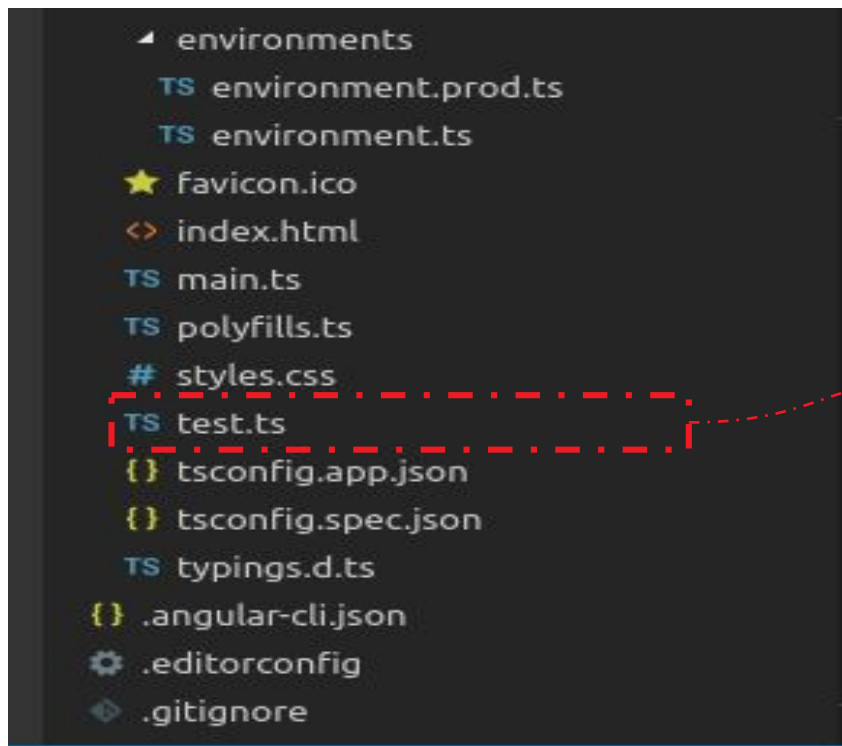 environments
TS environment.prod.ts
TS environment.ts
favicon.ico
<> index.html
TS main.ts
TS polyfills.ts
# styles.css
TS test.ts
{} tsconfig.app.json
{} tsconfig.spec.json
TS typings.d.ts
{} .angular-cli.json
.editorconfig
.gitignore